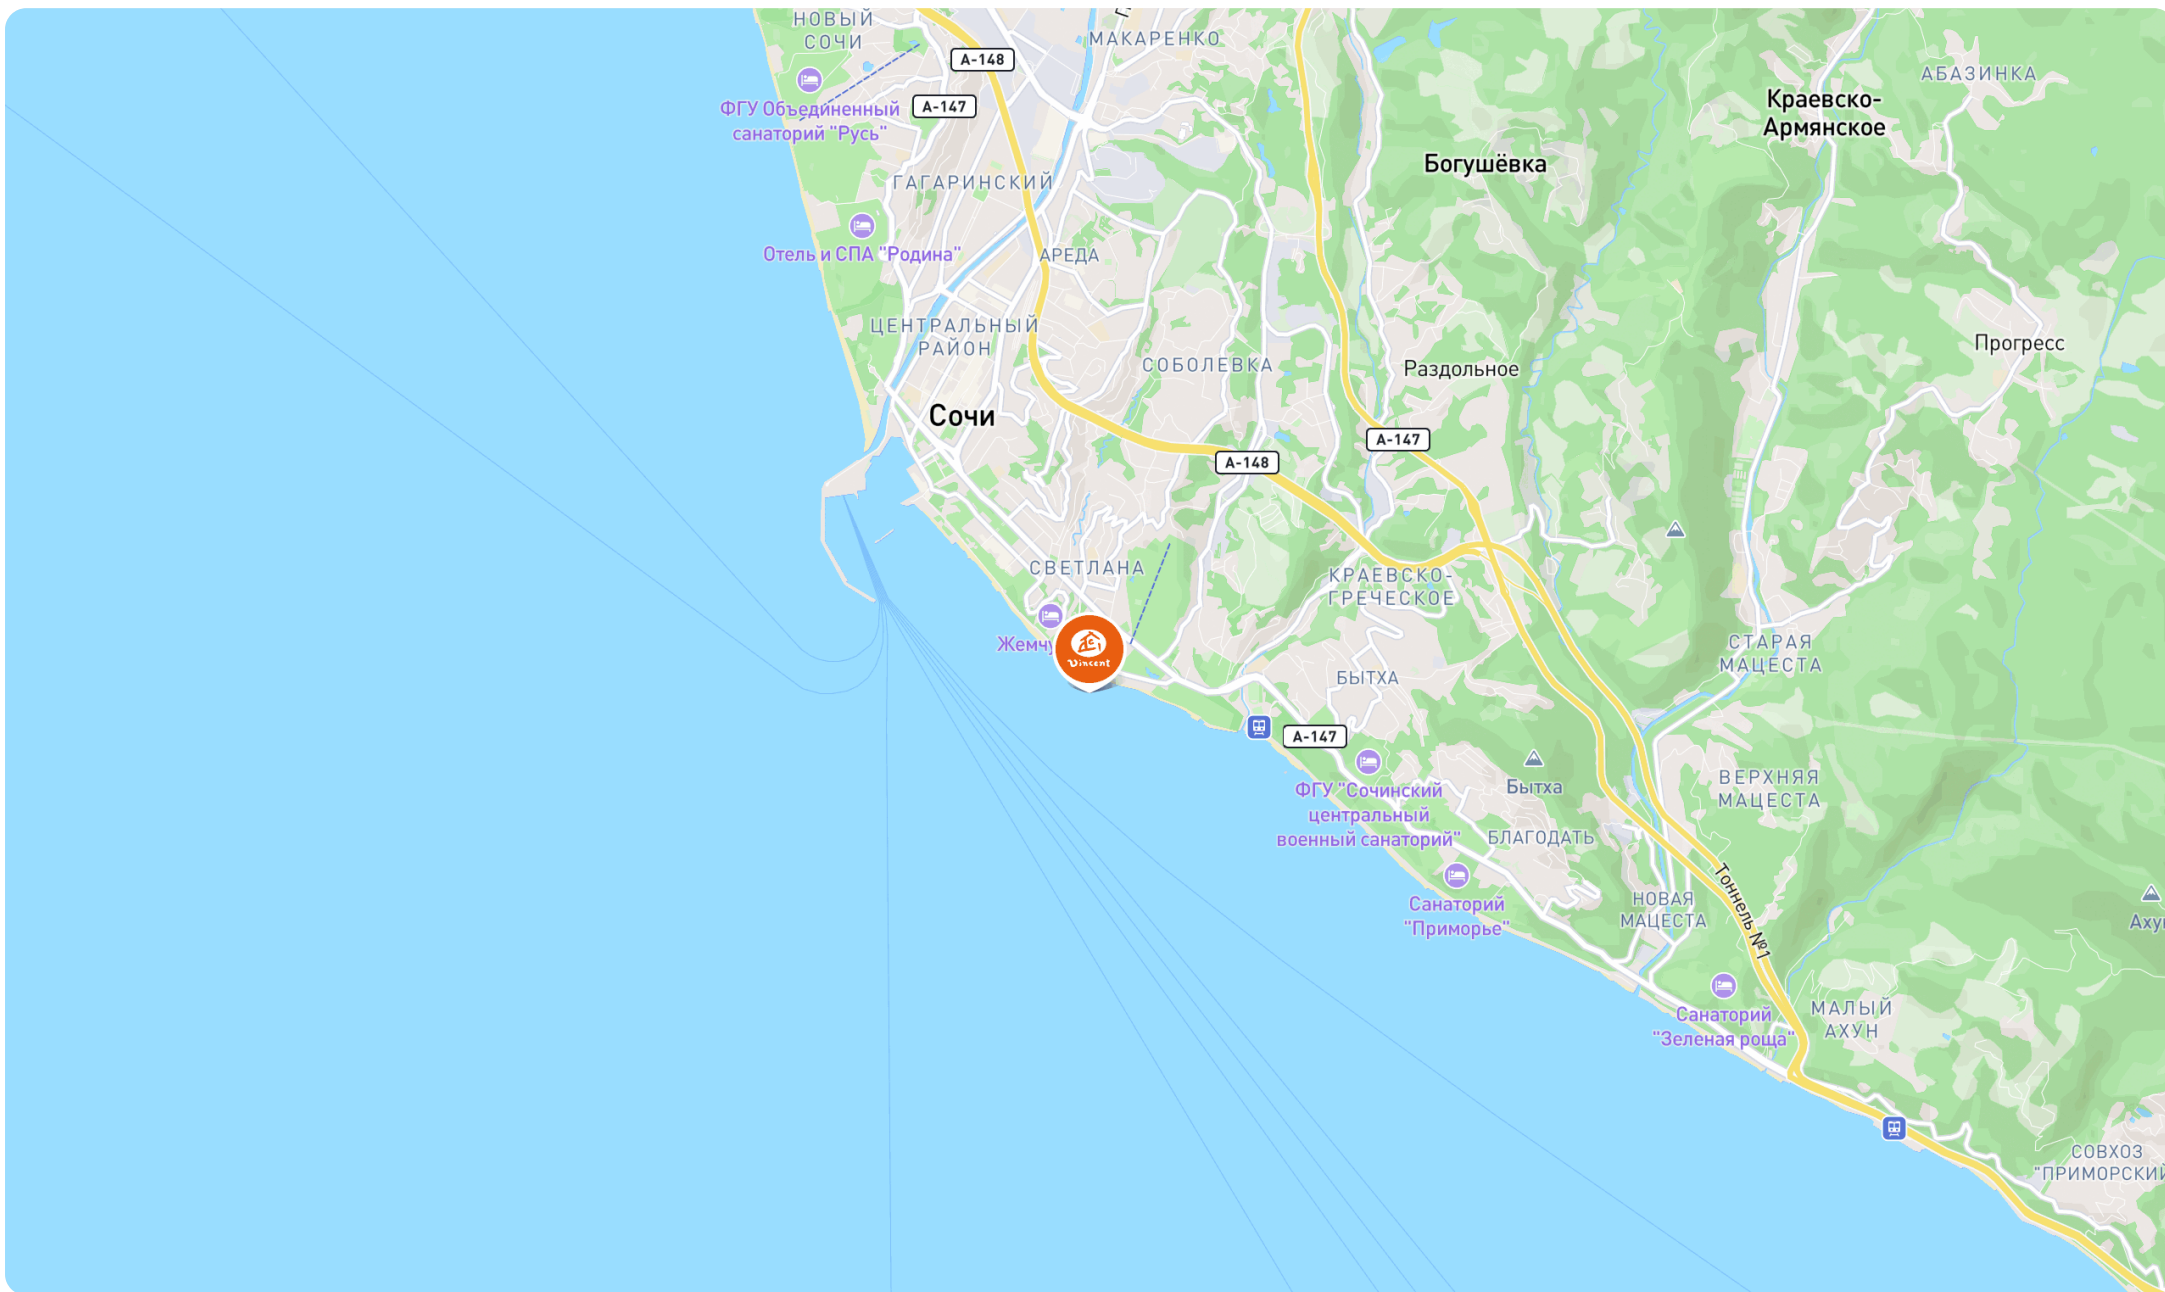 НОВЫЙ
СОЧИ
МАКАРЕНКО
А-148
А-147
ФГУ Объединенный
санаторий "Русь"
АБАЗИНКА
Краевско-
Армянское
Богушёвка
ГАГАРИНСКИЙ
Отель и СПА "Родина"
АРЕДА
ЦЕНТРАЛЬНЫЙ
РАЙОН
СОБОЛЕВКА
Раздольное
Прогресс
Сочи
А-147
А-148
СВЕТЛАНА
КРАЕВСКО-
ГРЕЧЕСКОЕ
Жемчу
Vincent
СТАРАЯ
МАЦЕСТА
БЫТХА
А-147
ФГУ "Сочинский
центральный
военный санаторий"
Бытха
ВЕРХНЯЯ
МАЦЕСТА
БЛАГОДАТЬ
Тоннель №1
Санаторий
"Приморье"
НОВАЯ
МАЦЕСТА
Аху
Санаторий
"Зеленая роща"
МАЛЫЙ
АХУН
СОВХОЗ
"ПРИМОРСКИЙ